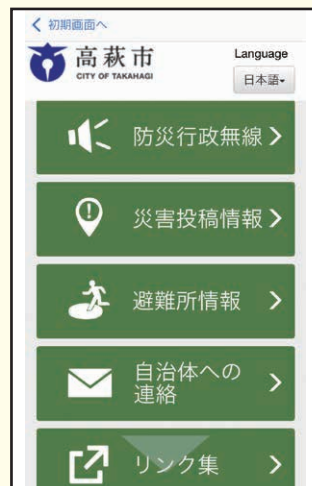 初期画面へ
高萩市
CITY OF TAKAHAGI
Language
日本語
防災行政無線
災害投稿情報
避難所情報
自治体への
連絡
リンク集